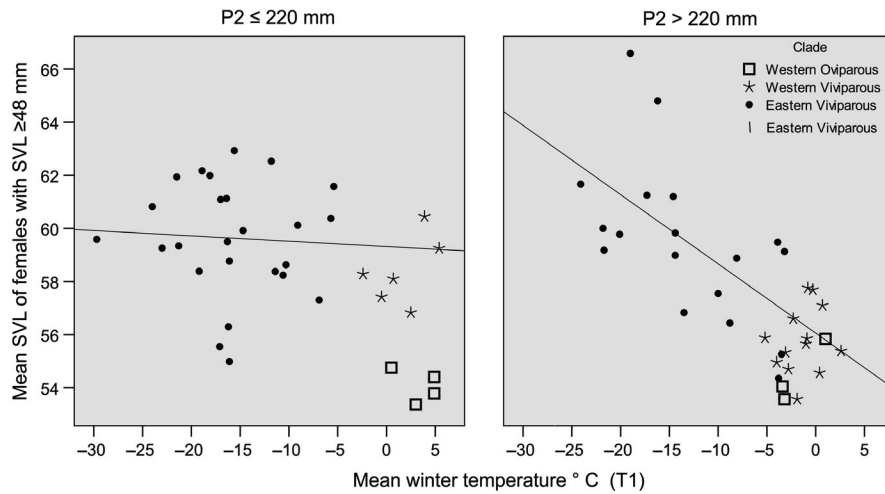 P2 ≤ 220 mm
P2 > 220 mm
Mean SVL of females with SVL ≥48 mm
66
64
62
60
58
56
54
Clade
Western Oviparous
Western Viviparous
Eastern Viviparous
Eastern Viviparous
−30 −25 −20 −15 −10 −5 0 5
−30 −25 −20 −15 −10 −5 0 5
Mean winter temperature ° C (T1)